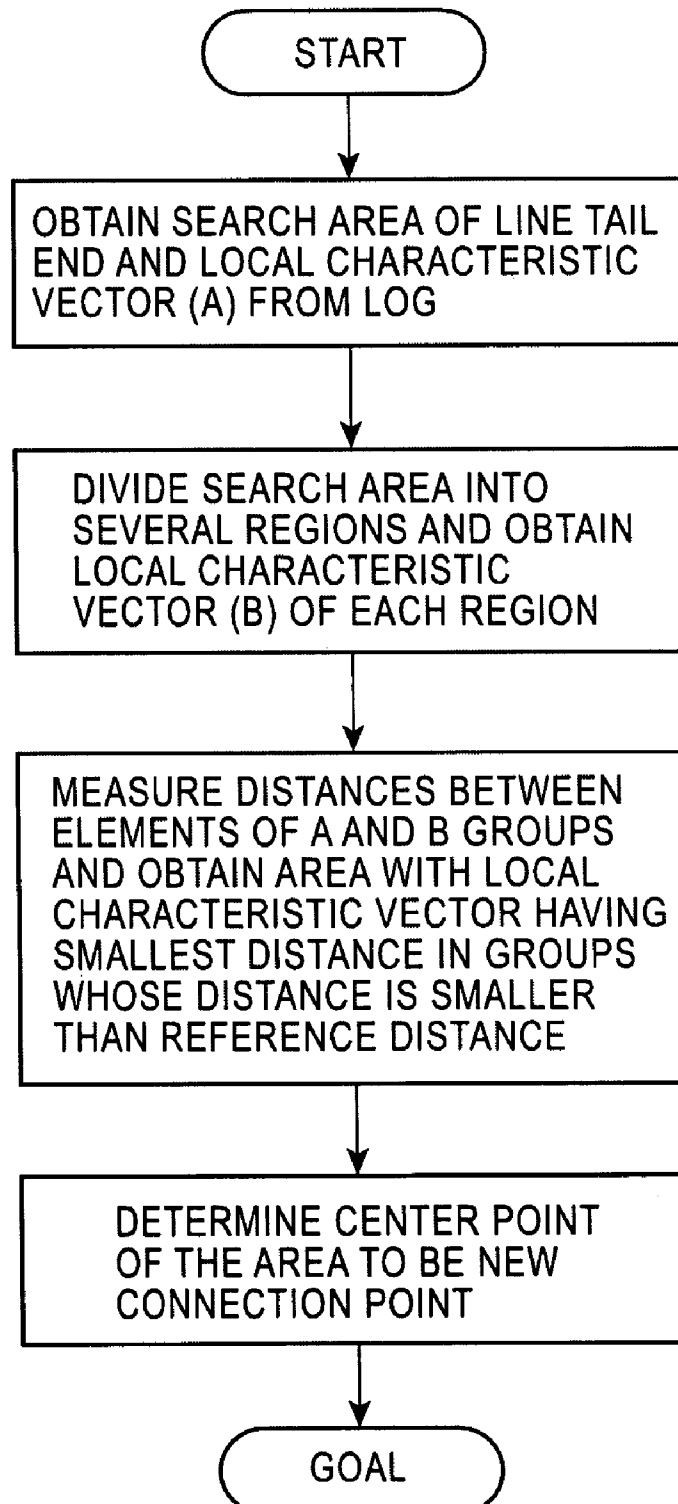 START
OBTAIN SEARCH AREA OF LINE TAIL
END AND LOCAL CHARACTERISTIC
VECTOR (A) FROM LOG
DIVIDE SEARCH AREA INTO
SEVERAL REGIONS AND OBTAIN
LOCAL CHARACTERISTIC
VECTOR (B) OF EACH REGION
MEASURE DISTANCES BETWEEN
ELEMENTS OF A AND B GROUPS
AND OBTAIN AREA WITH LOCAL
CHARACTERISTIC VECTOR HAVING
SMALLEST DISTANCE IN GROUPS
WHOSE DISTANCE IS SMALLER
THAN REFERENCE DISTANCE
DETERMINE CENTER POINT
OF THE AREA TO BE NEW
CONNECTION POINT
GOAL